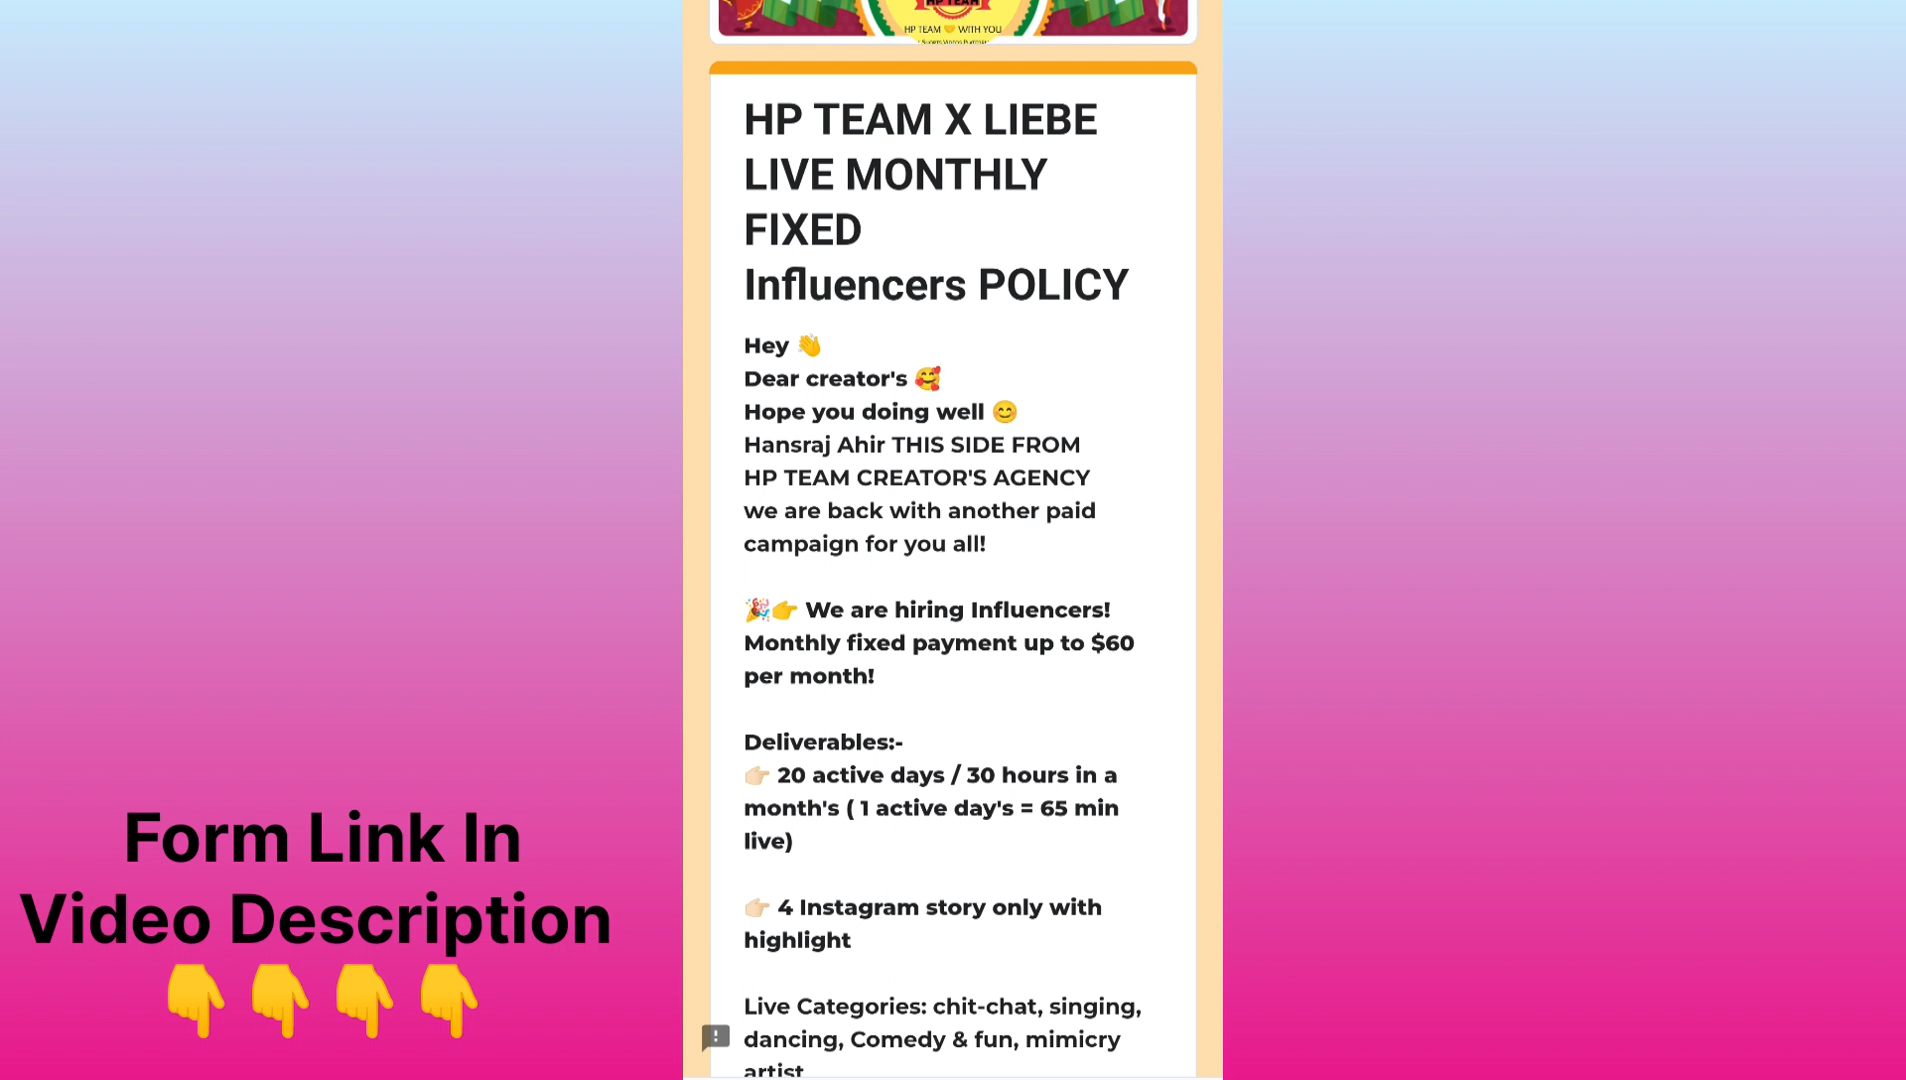 HP TEAM
HP TEAM 🤝 WITH YOU
HP TEAM X LIEBE
LIVE MONTHLY
FIXED
Influencers POLICY
Hey 👋
Dear creator's 🥰
Hope you doing well 😊
Hansraj Ahir THIS SIDE FROM
HP TEAM CREATOR'S AGENCY
we are back with another paid
campaign for you all!
🎉👉 We are hiring Influencers!
Monthly fixed payment up to $60
per month!
Deliverables:-
👉🏻 20 active days / 30 hours in a
month's ( 1 active day's = 65 min
live)
👉🏻 4 Instagram story only with
highlight
Live Categories: chit-chat, singing,
dancing, Comedy & fun, mimicry
artist
Form Link In
Video Description
👇👇👇👇